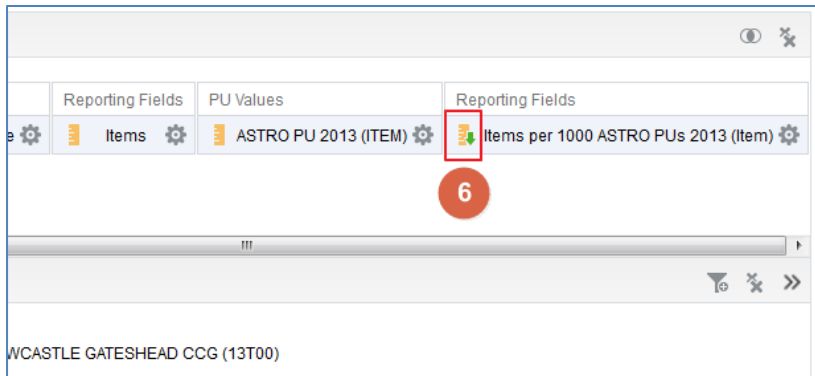 Reporting Fields PU Values Reporting Fields
e Items ASTRO PU 2013 (ITEM) Items per 1000 ASTRO PUs 2013 (Item)
6
WCASTLE GATESHEAD CCG (13T00)